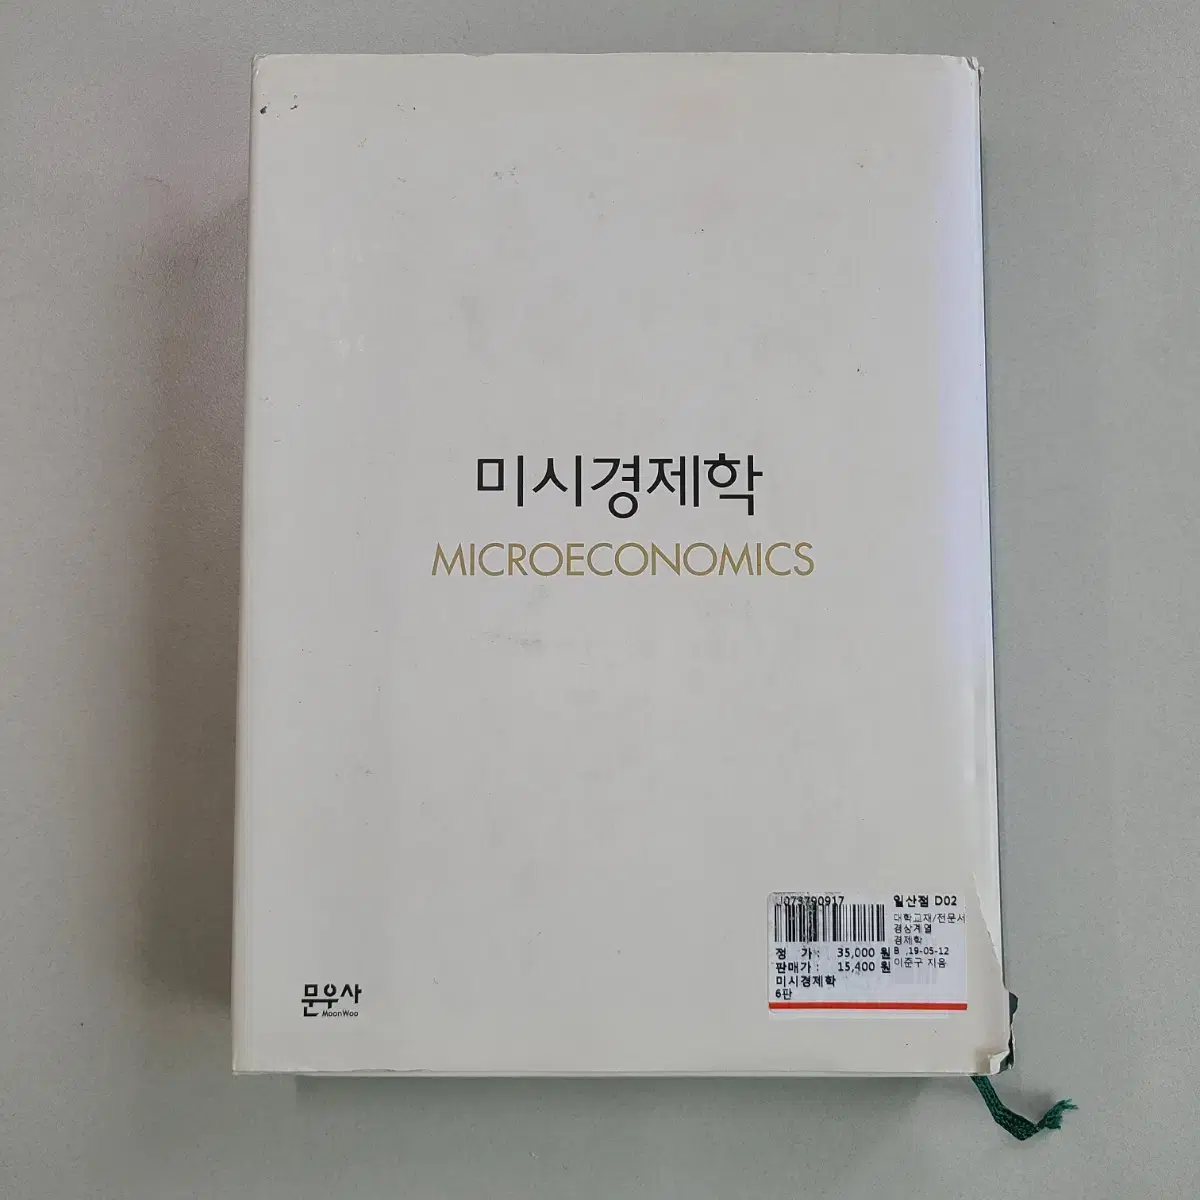 미시경제학
MICROECONOMICS
문우사
MoonWoo
073790917
일산점 D02
대학교재/전문서
경상계열
경제학
B ,19-05-12
이준구 지음
정 가 : 35,000 원
판매가 : 15,400 원
미시경제학
6판